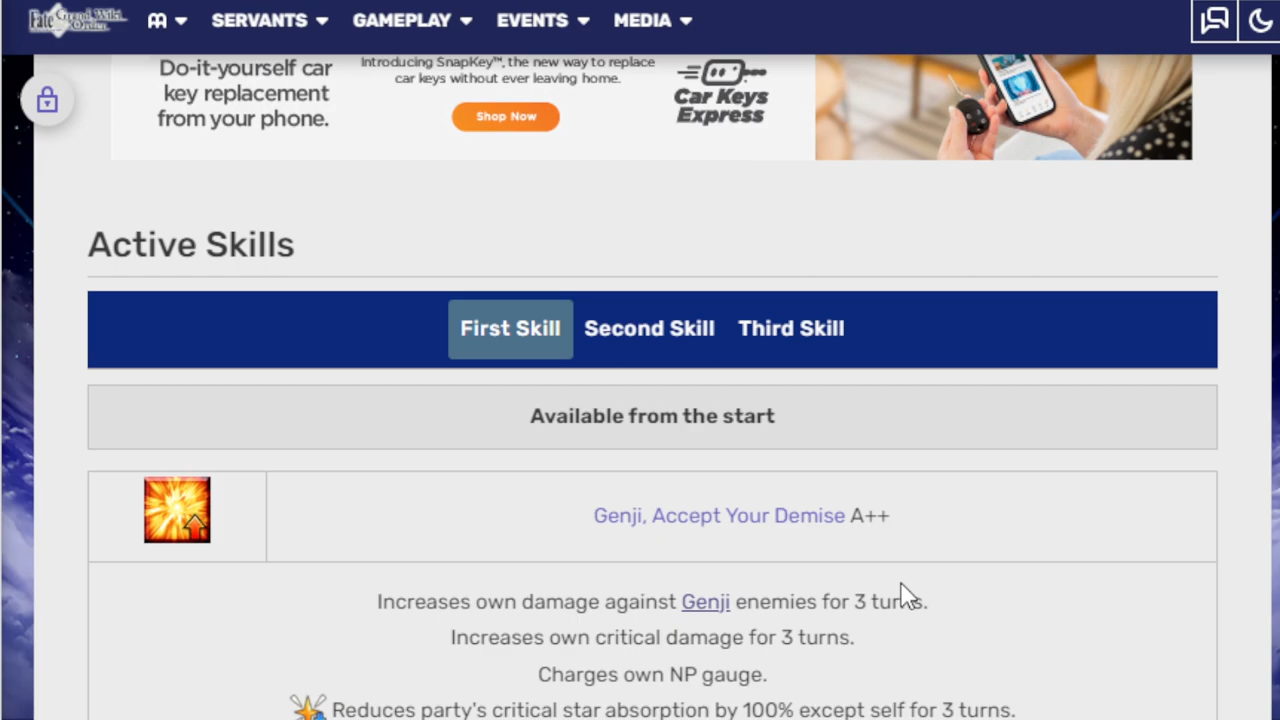 Fate Grand Wiki
Order
SERVANTS GAMEPLAY EVENTS MEDIA
Do-it-yourself car
key replacement
from your phone.
Introducing SnapKey™, the new way to replace
car keys without ever leaving home.
Shop Now
Car Keys
Express
Active Skills
First Skill Second Skill Third Skill
Available from the start
Genji, Accept Your Demise A++
Increases own damage against Genji enemies for 3 turns.
Increases own critical damage for 3 turns.
Charges own NP gauge.
Reduces party's critical star absorption by 100% except self for 3 turns.